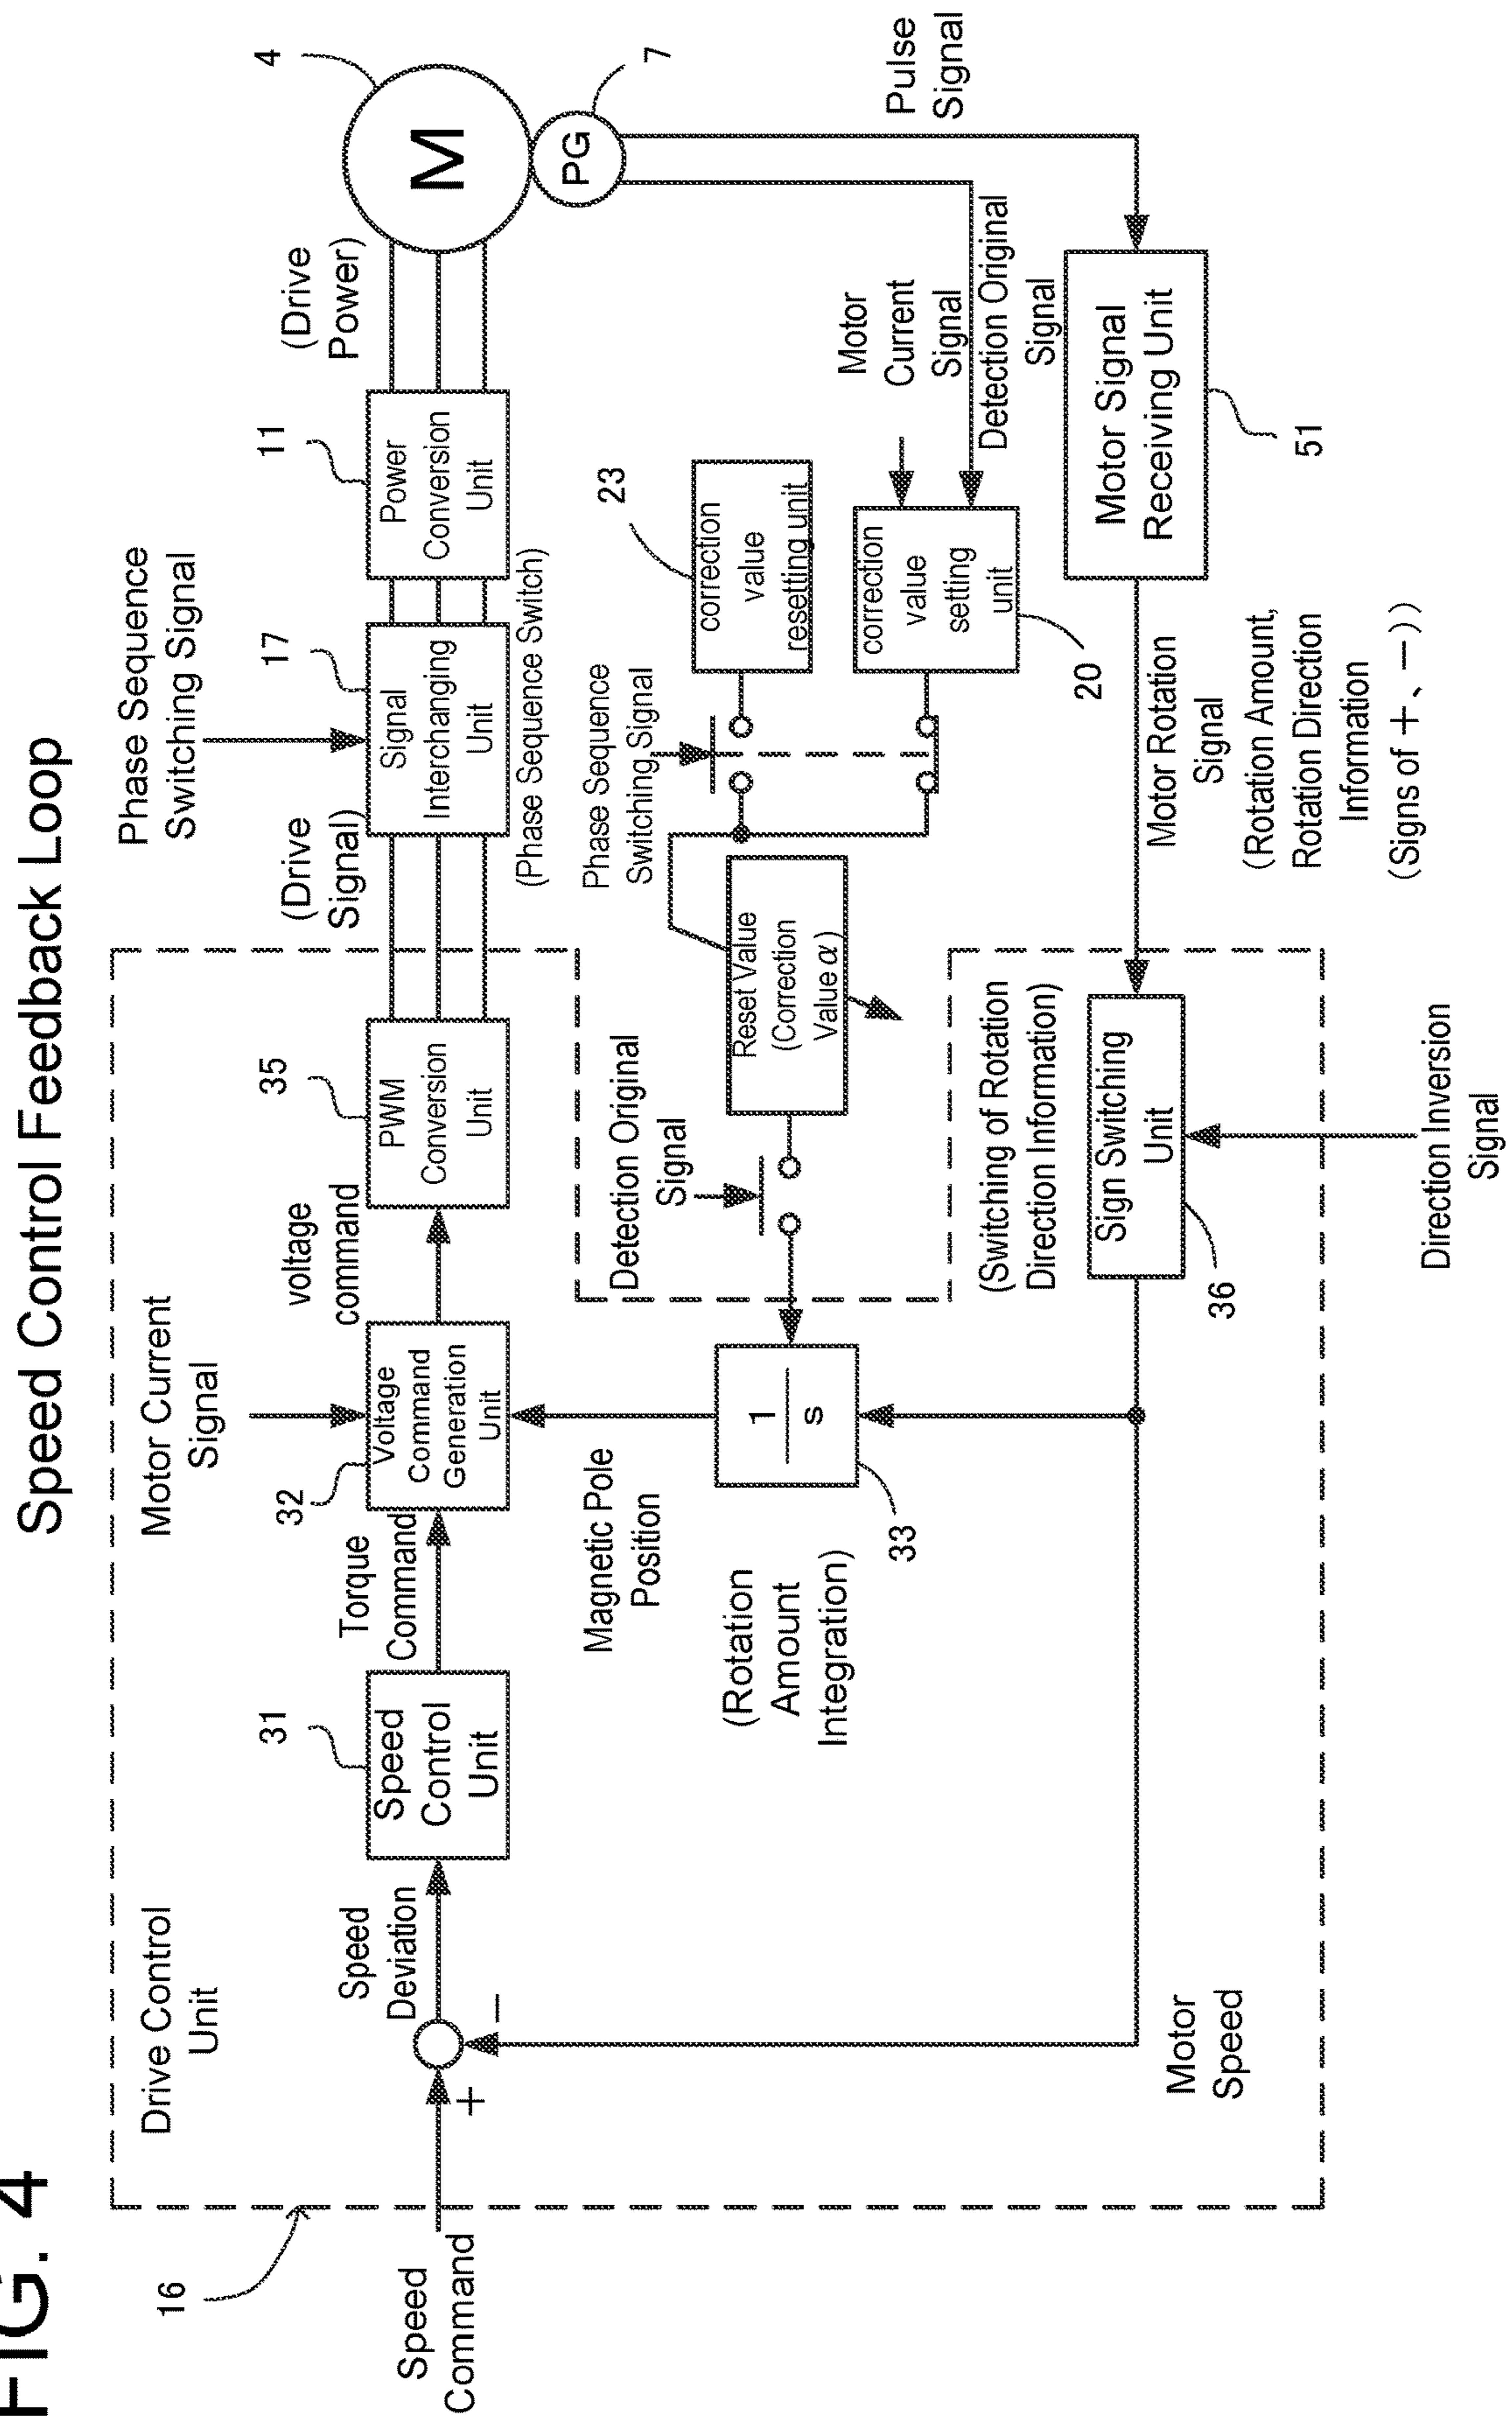 FIG. 4
Speed Control Feedback Loop
16
Drive Control
Unit
Speed
Command
+
−
Speed
Deviation
31
Speed
Control
Unit
Torque
Command
Motor Current
Signal
32
Voltage
Command
Generation
Unit
voltage
command
35
PWM
Conversion
Unit
(Drive
Signal)
Phase Sequence
Switching Signal
17
Signal
Interchanging
Unit
(Phase Sequence Switch)
11
Power
Conversion
Unit
(Drive
Power)
4
M
PG
7
Magnetic Pole
Position
(Rotation
Amount
Integration)
1
s
33
Detection Original
Signal
Reset Value
(Correction
Value α)
Phase Sequence
Switching Signal
23
correction
value
resetting unit
correction
value
setting
unit
20
Motor
Current
Signal
Detection Original
Signal
Pulse
Signal
Motor Signal
Receiving Unit
51
Motor Rotation
Signal
(Rotation Amount,
Rotation Direction
Information
(Signs of +、−))
(Switching of Rotation
Direction Information)
Sign Switching
Unit
36
Direction Inversion
Signal
Motor
Speed